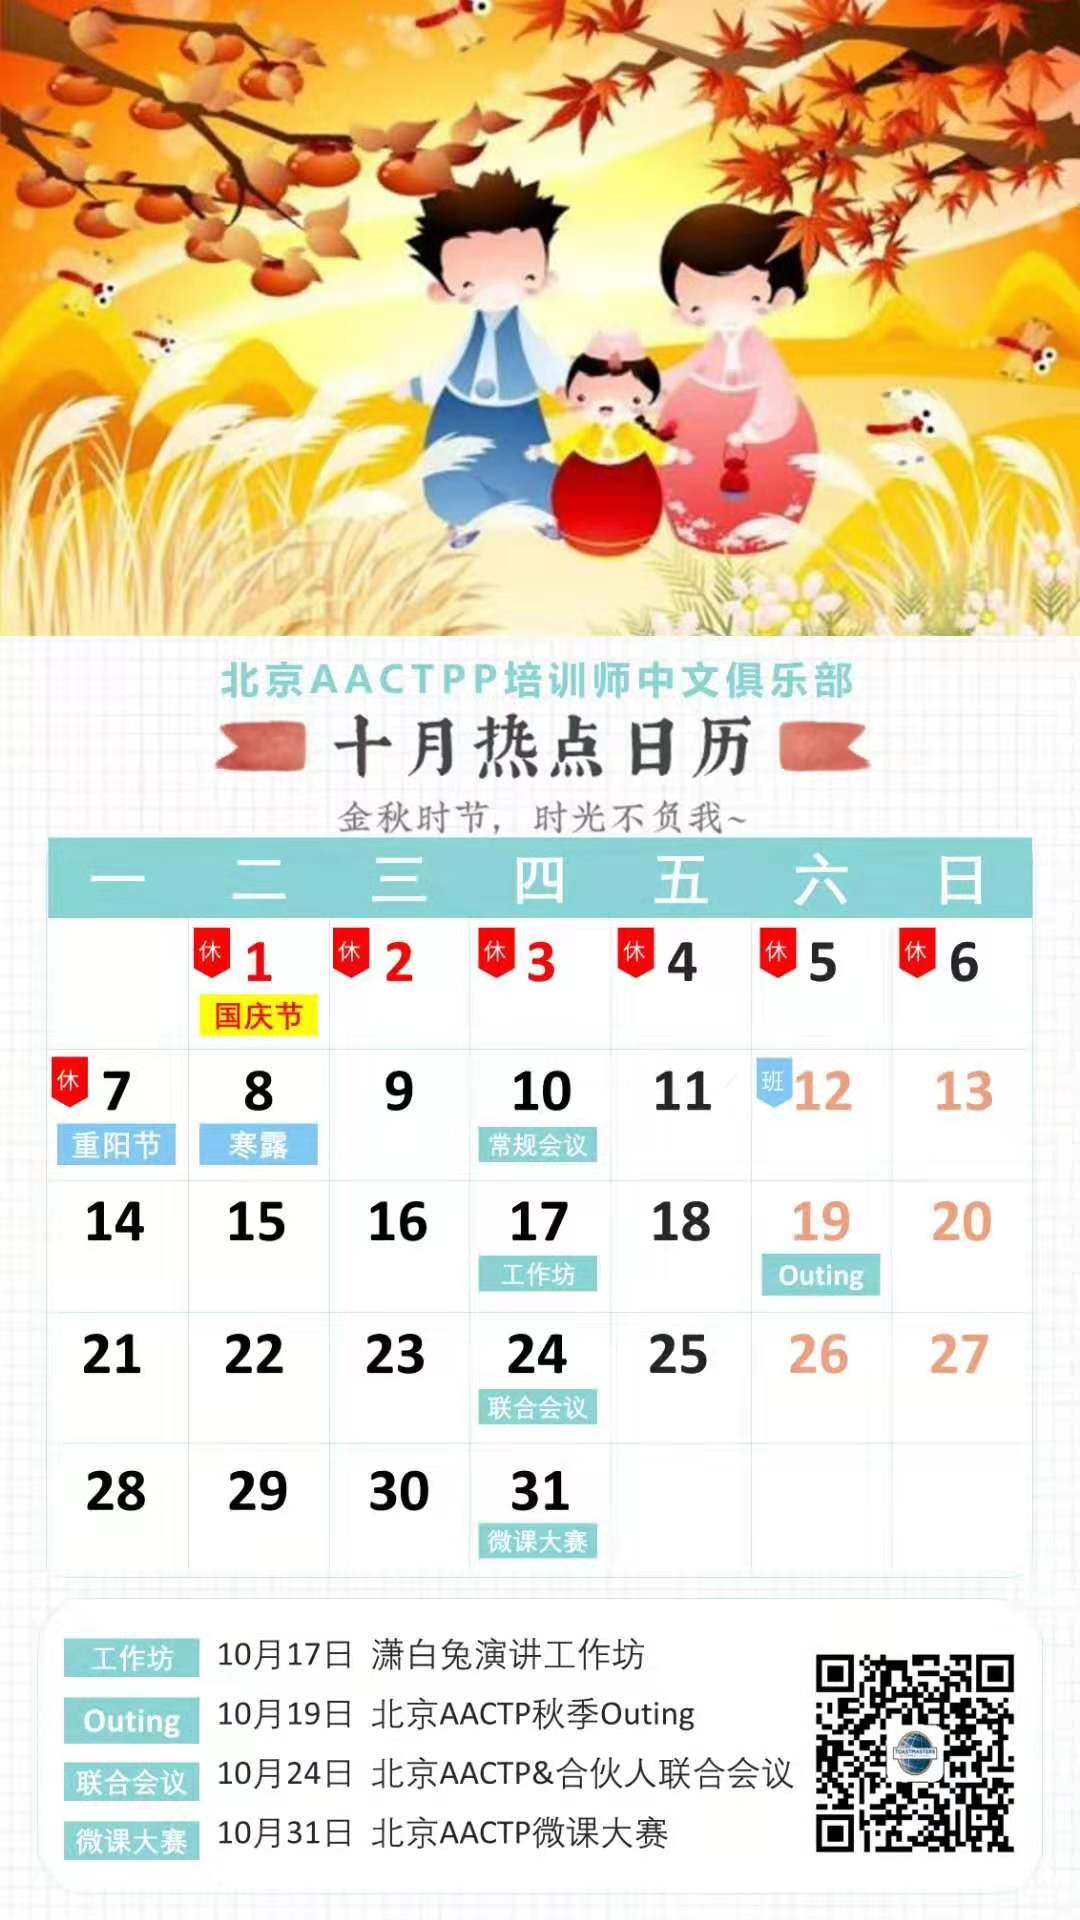 北京AACTPP培训师中文俱乐部
十月热点日历
金秋时节，时光不负我~
一 二 三 四 五 六 日
休 1 休 2 休 3 休 4 休 5 休 6
国庆节
休 7 8 9 10 11 班 12 13
重阳节 寒露 常规会议
14 15 16 17 18 19 20
工作坊 Outing
21 22 23 24 25 26 27
联合会议
28 29 30 31
微课大赛
工作坊 10月17日 潇白兔演讲工作坊
Outing 10月19日 北京AACTP秋季Outing
联合会议 10月24日 北京AACTP&合伙人联合会议
微课大赛 10月31日 北京AACTP微课大赛
TOASTMASTERS